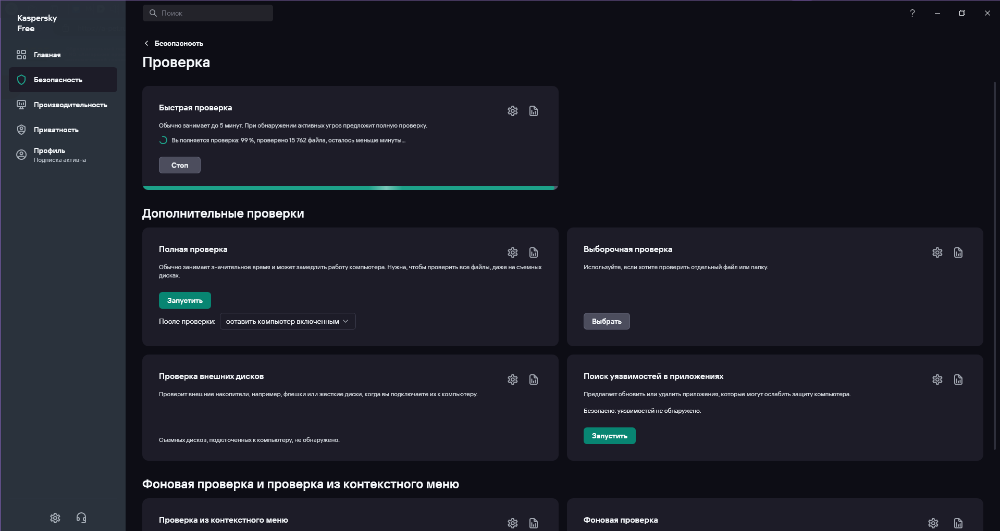 Kaspersky
Free
Главная
Безопасность
Производительность
Приватность
Профиль
Подписка активна
Поиск
?
Безопасность
Проверка
Быстрая проверка
Обычно занимает до 5 минут. При обнаружении активных угроз предложит полную проверку.
Выполняется проверка: 99 %, проверено 15 762 файла, осталось меньше минуты...
Стоп
Дополнительные проверки
Полная проверка
Обычно занимает значительное время и может замедлить работу компьютера. Нужна, чтобы проверить все файлы, даже на съемных
дисках.
Запустить
После проверки: оставить компьютер включенным
Выборочная проверка
Используйте, если хотите проверить отдельный файл или папку.
Выбрать
Проверка внешних дисков
Проверит внешние накопители, например, флешки или жесткие диски, когда вы подключаете их к компьютеру.
Съемных дисков, подключенных к компьютеру, не обнаружено.
Поиск уязвимостей в приложениях
Предлагает обновить или удалить приложения, которые могут ослабить защиту компьютера.
Безопасно: уязвимостей не обнаружено.
Запустить
Фоновая проверка и проверка из контекстного меню
Проверка из контекстного меню
Фоновая проверка